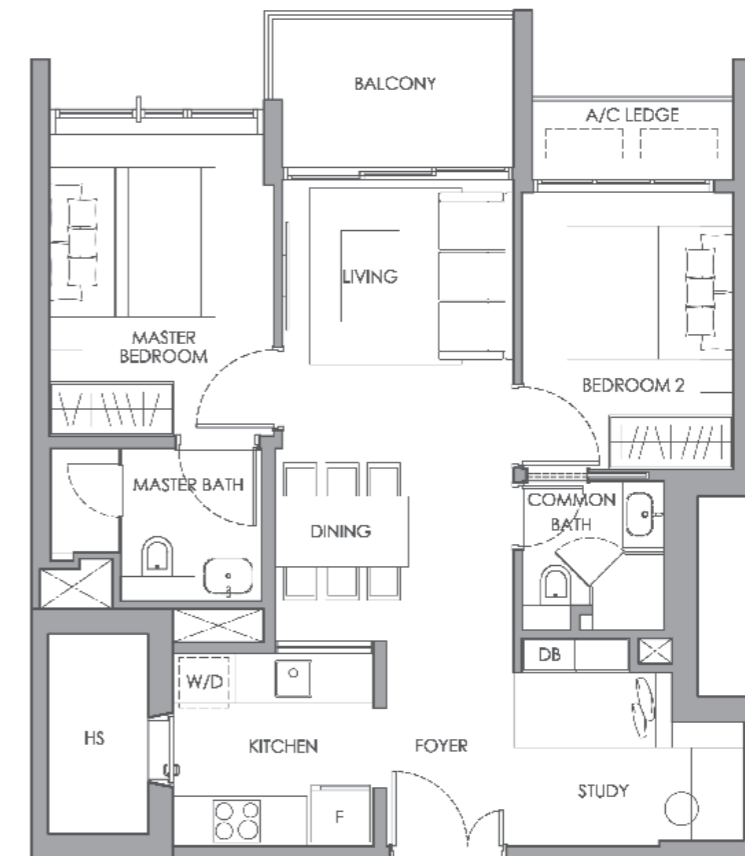 BALCONY
A/C LEDGE
LIVING
MASTER
BEDROOM
BEDROOM 2
MASTER BATH
COMMON
BATH
DINING
DB
W/D
HS
KITCHEN
FOYER
STUDY
F